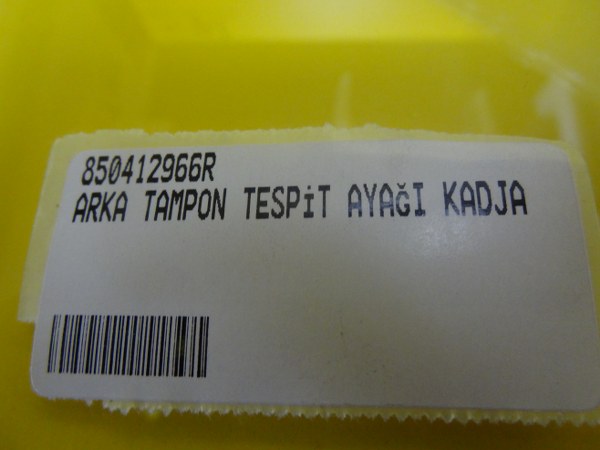 850412966R
ARKA TAMPON TESPİT AYAğI KADJA